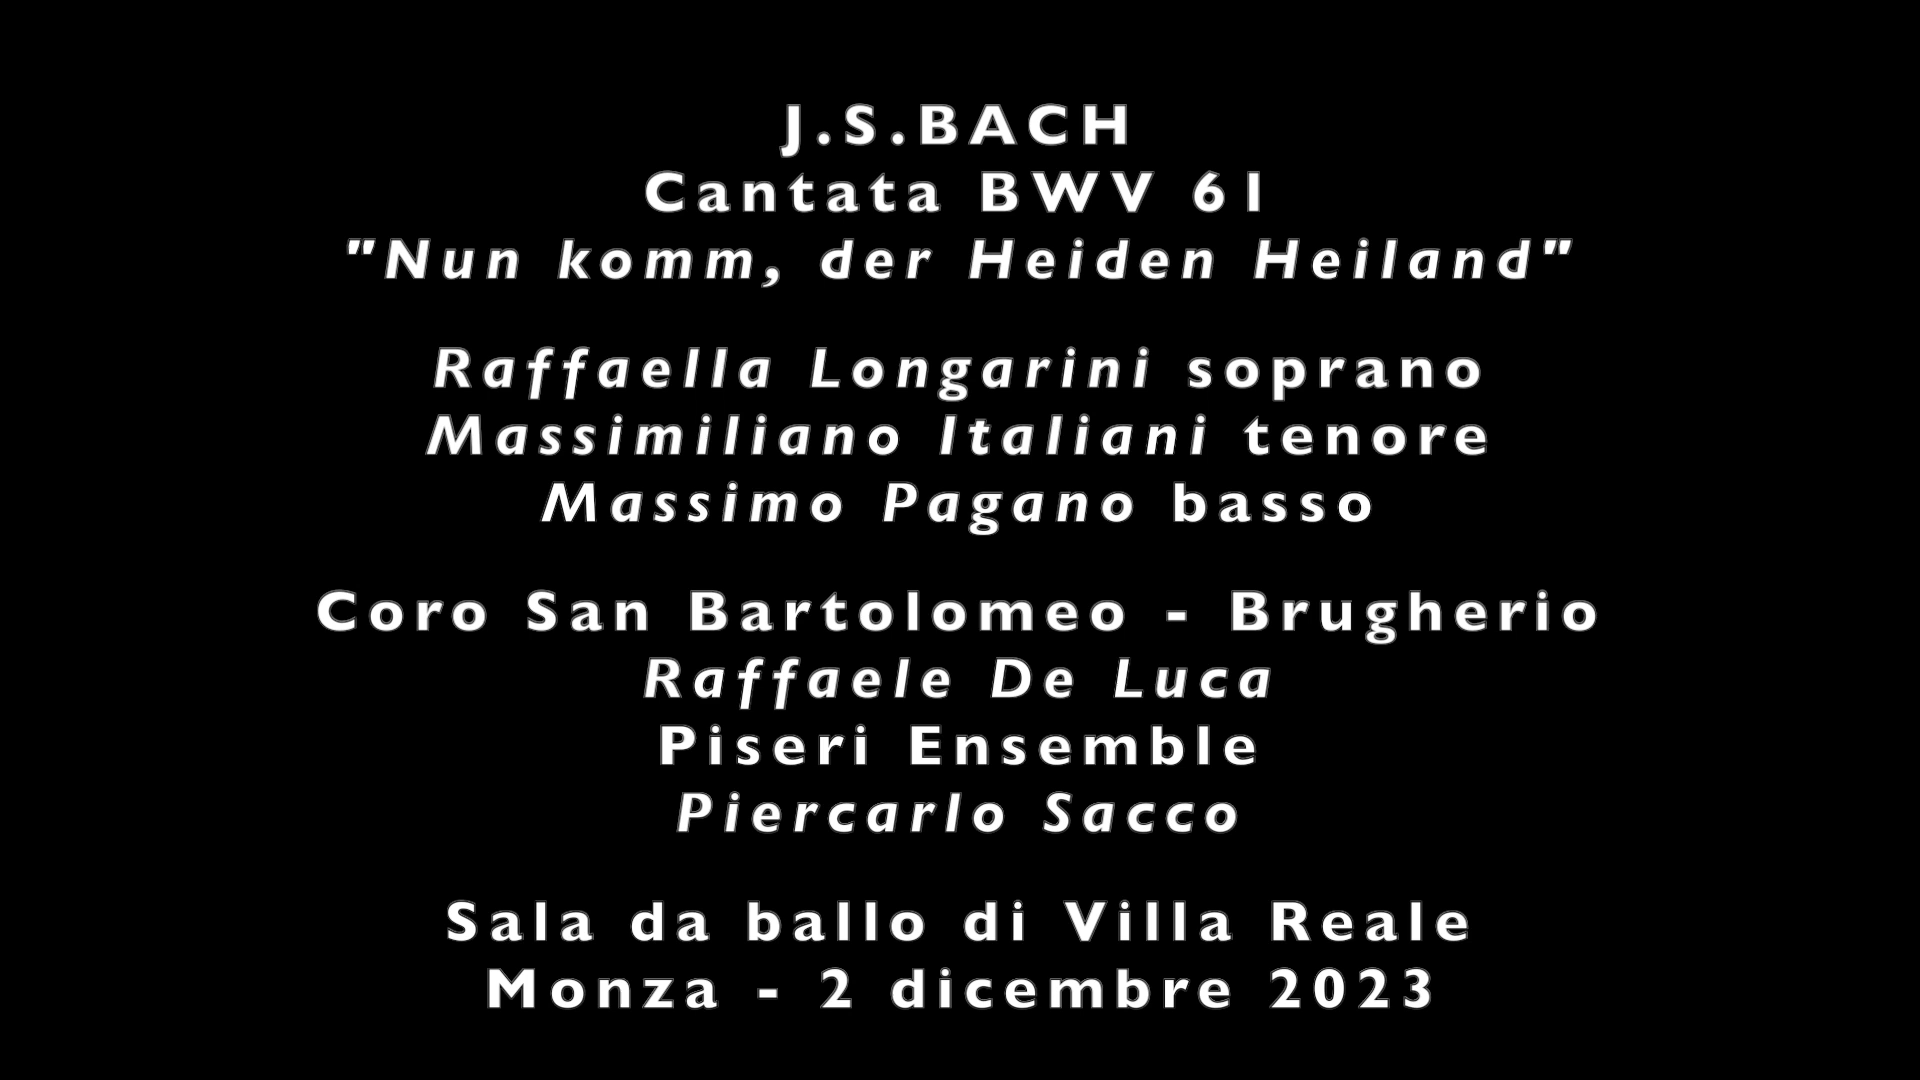 J.S.BACH
Cantata BWV 61
"Nun komm, der Heiden Heiland"
Raffaella Longarini soprano
Massimiliano Italiani tenore
Massimo Pagano basso
Coro San Bartolomeo - Brugherio
Raffaele De Luca
Piseri Ensemble
Piercarlo Sacco
Sala da ballo di Villa Reale
Monza - 2 dicembre 2023